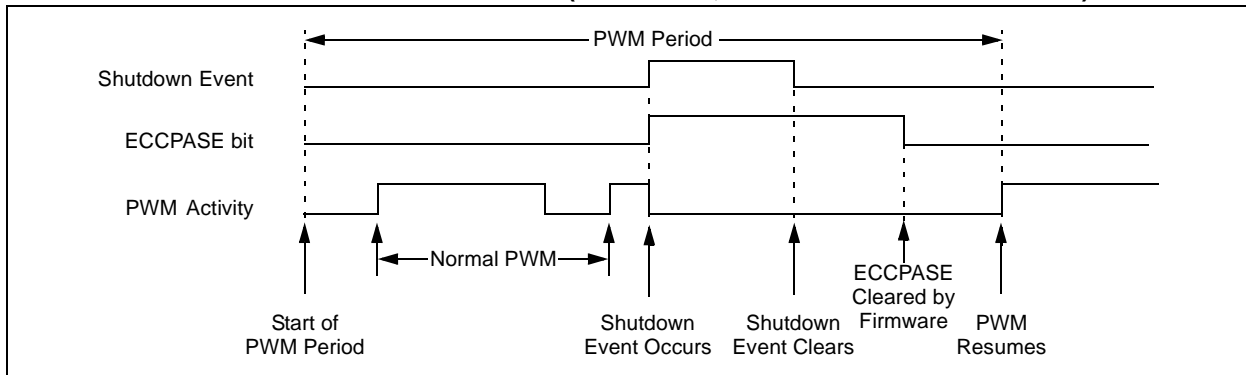 PWM Period
Shutdown Event
ECCPASE bit
PWM Activity
Normal PWM
Start of
PWM Period
Shutdown
Event Occurs
Shutdown
Event Clears
ECCPASE
Cleared by
Firmware
PWM
Resumes